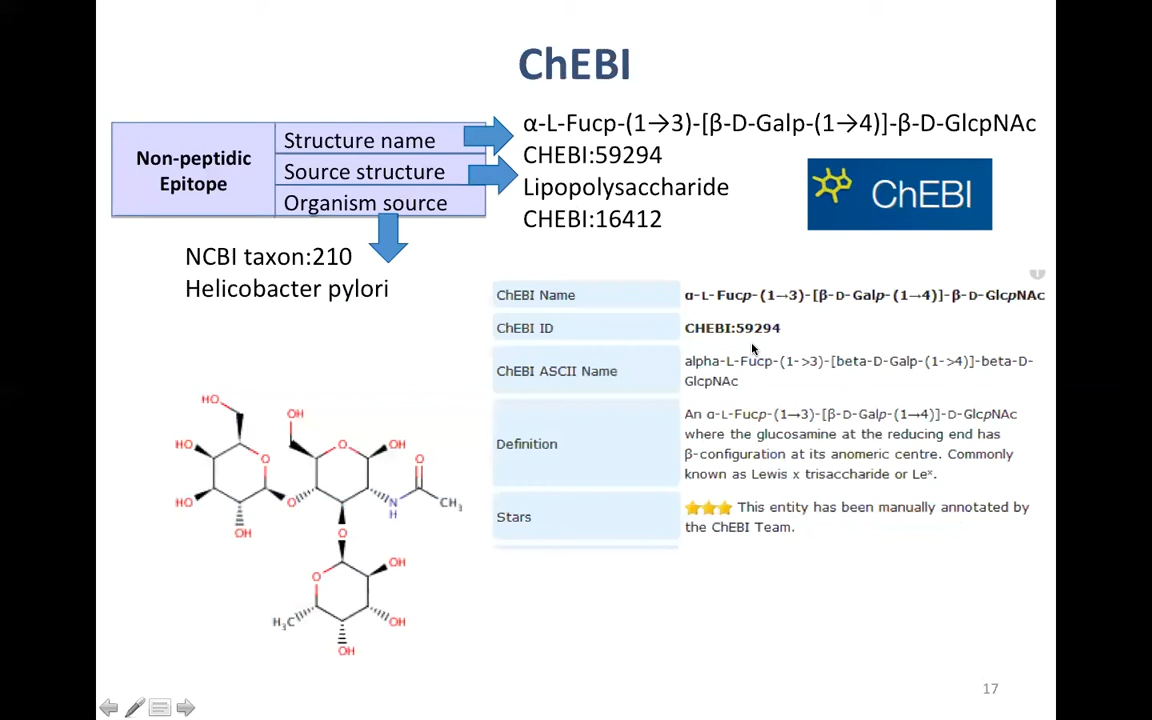 ChEBI
Non-peptidic
Epitope
Structure name
Source structure
Organism source
α-L-Fucp-(1→3)-[β-D-Galp-(1→4)]-β-D-GlcpNAc
CHEBI:59294
Lipopolysaccharide
CHEBI:16412
ChEBI
NCBI taxon:210
Helicobacter pylori
ChEBI Name
α-L-Fucp-(1→3)-[β-D-Galp-(1→4)]-β-D-GlcpNAc
ChEBI ID
CHEBI:59294
ChEBI ASCII Name
alpha-L-Fucp-(1->3)-[beta-D-Galp-(1->4)]-beta-D-
GlcpNAc
Definition
An α-L-Fucp-(1→3)-[β-D-Galp-(1→4)]-D-GlcpNAc
where the glucosamine at the reducing end has
β-configuration at its anomeric centre. Commonly
known as Lewis x trisaccharide or Leˣ.
Stars
This entity has been manually annotated by
the ChEBI Team.
HO
OH
HO
O
O
OH
O
HO
O
N
H
CH₃
OH
O
O
OH
H₃C
OH
OH
17